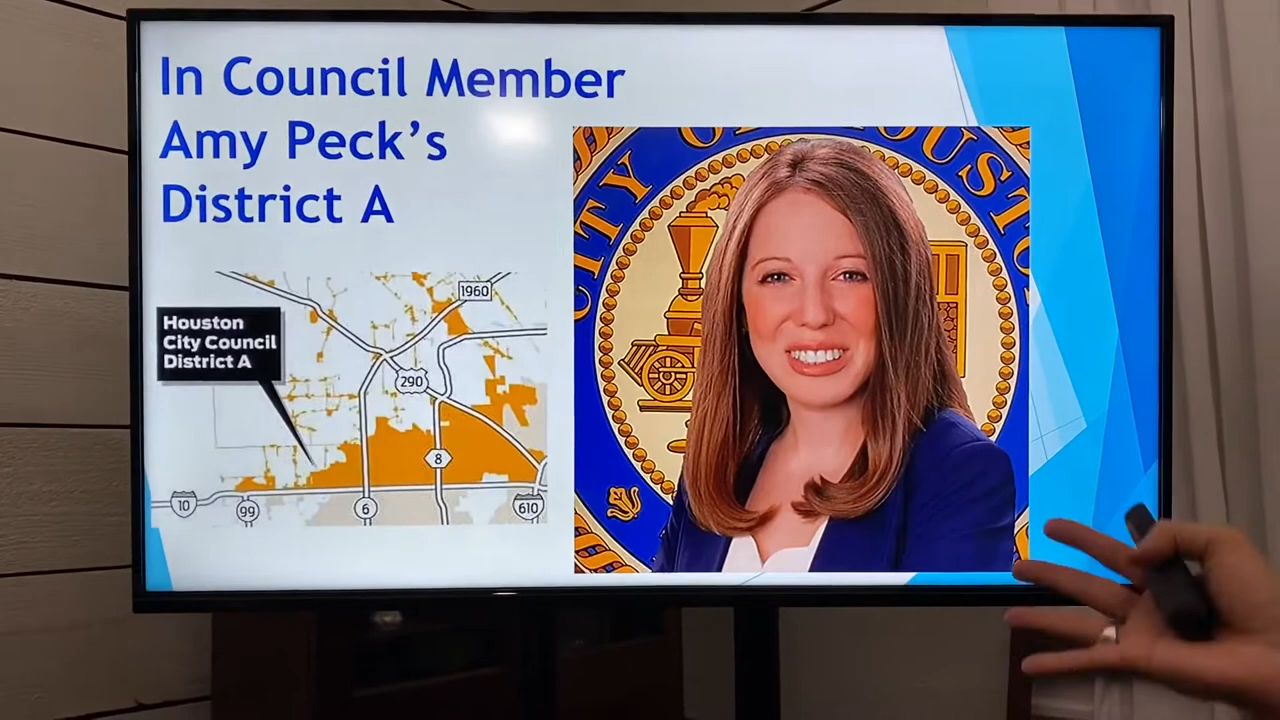 In Council Member
Amy Peck's
District A
CITY OF HOUSTON
1960
Houston
City Council
District A
290
8
10
99
6
610